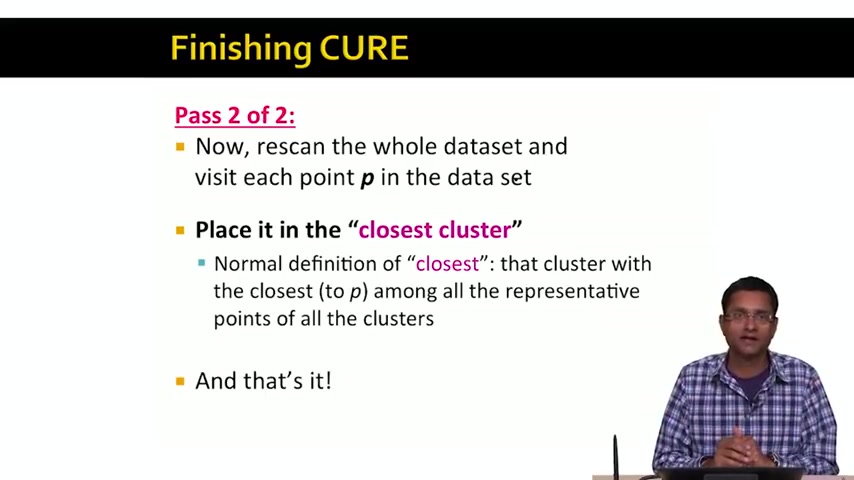 Finishing CURE
Pass 2 of 2:
Now, rescan the whole dataset and
visit each point p in the data set
Place it in the “closest cluster”
Normal definition of “closest”: that cluster with
the closest (to p) among all the representative
points of all the clusters
And that’s it!